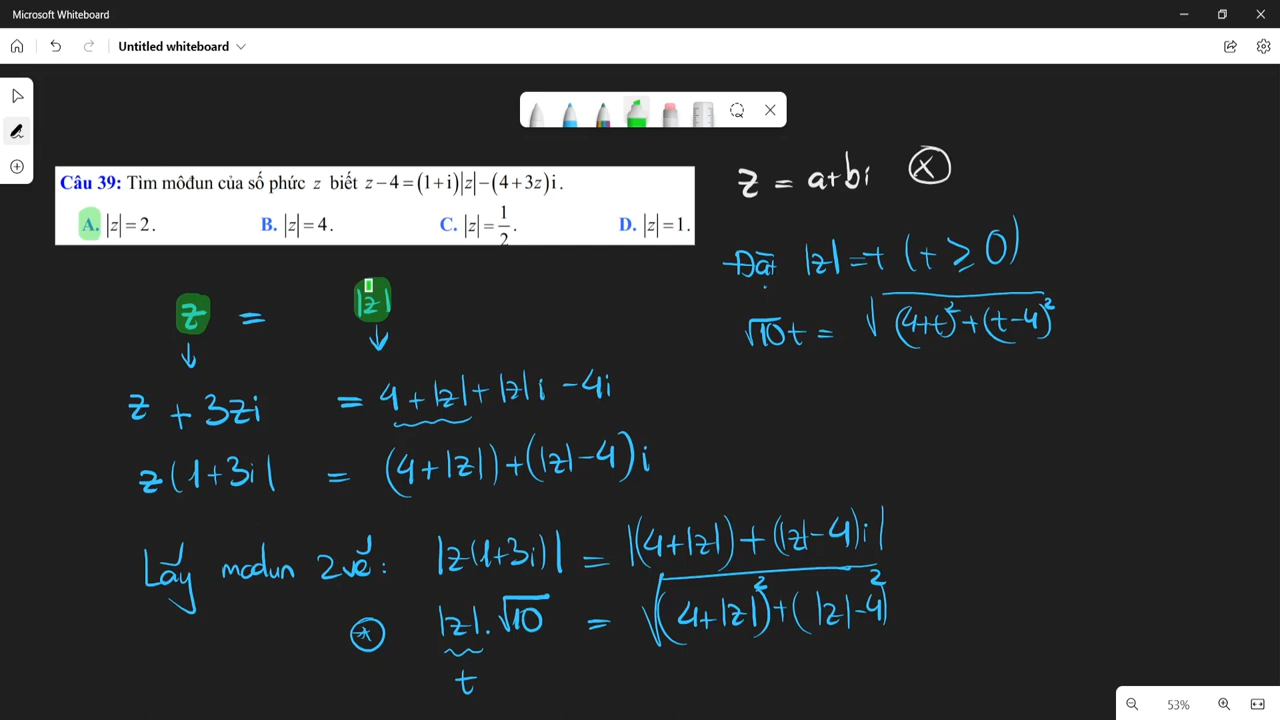 Microsoft Whiteboard
Untitled whiteboard
Câu 39: Tìm môđun của số phức z biết z−4=(1+i)|z|−(4+3z)i.
A. |z|=2. B. |z|=4. C. |z|=1/2. D. |z|=1.
z = a+bi (x)
Đặt |z|=t (t ≥ 0)
√10t = √((4+t)²+(t−4)²)
z = |z|
z + 3zi = 4+|z|+|z|i −4i
z(1+3i| = (4+|z|)+(|z|−4)i
Lấy modun 2 vế: |z(1+3i)| = |(4+|z|)+(|z|−4)i|
(*) |z|.√10 = √((4+|z|)²+(|z|−4)²
t
53%